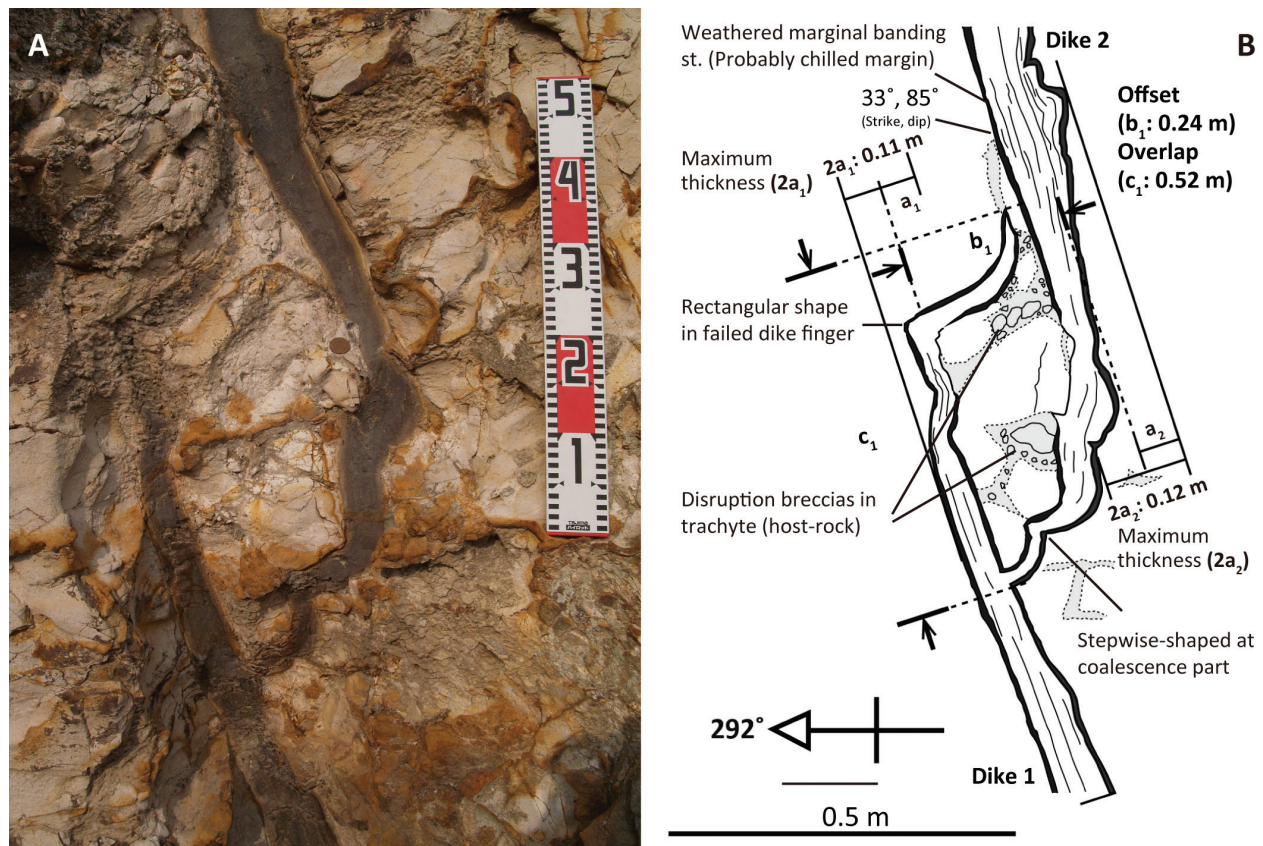 A
5
4
3
2
1
TAJIMA
B
Weathered marginal banding
st. (Probably chilled margin)
Dike 2
33˚, 85˚
(Strike, dip)
Offset
(b1: 0.24 m)
Overlap
(c1: 0.52 m)
Maximum
thickness (2a1)
2a1: 0.11 m
a1
b1
Rectangular shape
in failed dike finger
c1
a2
2a2: 0.12 m
Disruption breccias in
trachyte (host-rock)
Maximum
thickness (2a2)
Stepwise-shaped at
coalescence part
292˚
Dike 1
0.5 m